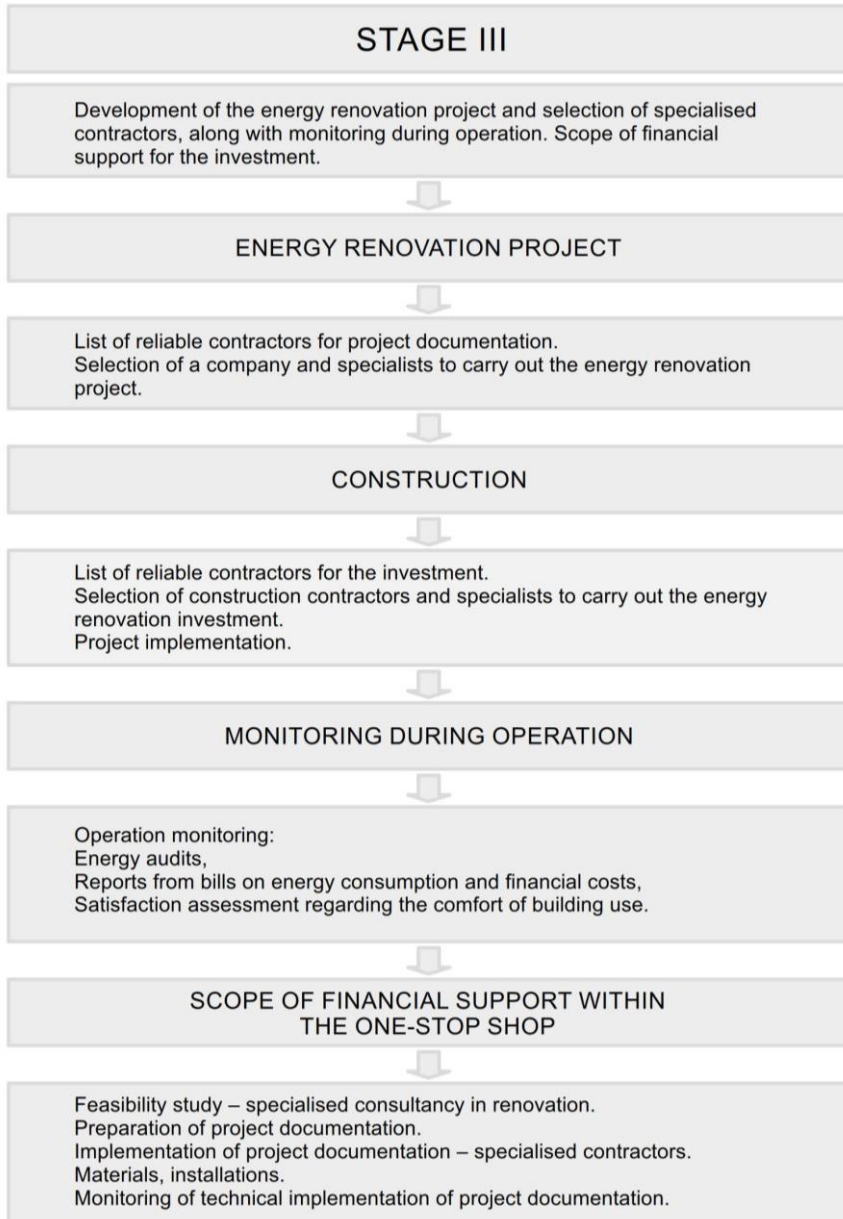 STAGE III
Development of the energy renovation project and selection of specialised
contractors, along with monitoring during operation. Scope of financial
support for the investment.
ENERGY RENOVATION PROJECT
List of reliable contractors for project documentation.
Selection of a company and specialists to carry out the energy renovation
project.
CONSTRUCTION
List of reliable contractors for the investment.
Selection of construction contractors and specialists to carry out the energy
renovation investment.
Project implementation.
MONITORING DURING OPERATION
Operation monitoring:
Energy audits,
Reports from bills on energy consumption and financial costs,
Satisfaction assessment regarding the comfort of building use.
SCOPE OF FINANCIAL SUPPORT WITHIN
THE ONE-STOP SHOP
Feasibility study – specialised consultancy in renovation.
Preparation of project documentation.
Implementation of project documentation – specialised contractors.
Materials, installations.
Monitoring of technical implementation of project documentation.